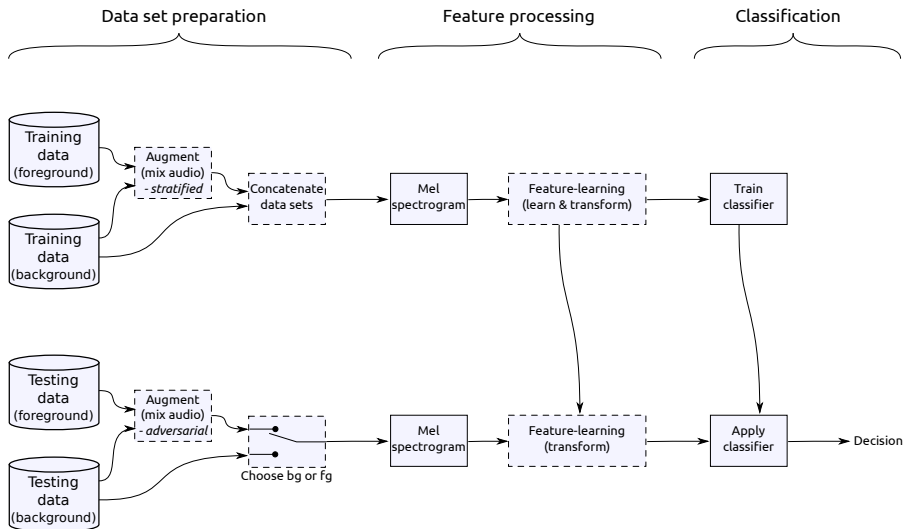 Data set preparation
Feature processing
Classification
Training
data
(foreground)
Augment
(mix audio)
- stratified
Concatenate
data sets
Mel
spectrogram
Feature-learning
(learn & transform)
Train
classifier
Training
data
(background)
Testing
data
(foreground)
Augment
(mix audio)
- adversarial
Choose bg or fg
Mel
spectrogram
Feature-learning
(transform)
Apply
classifier
Decision
Testing
data
(background)